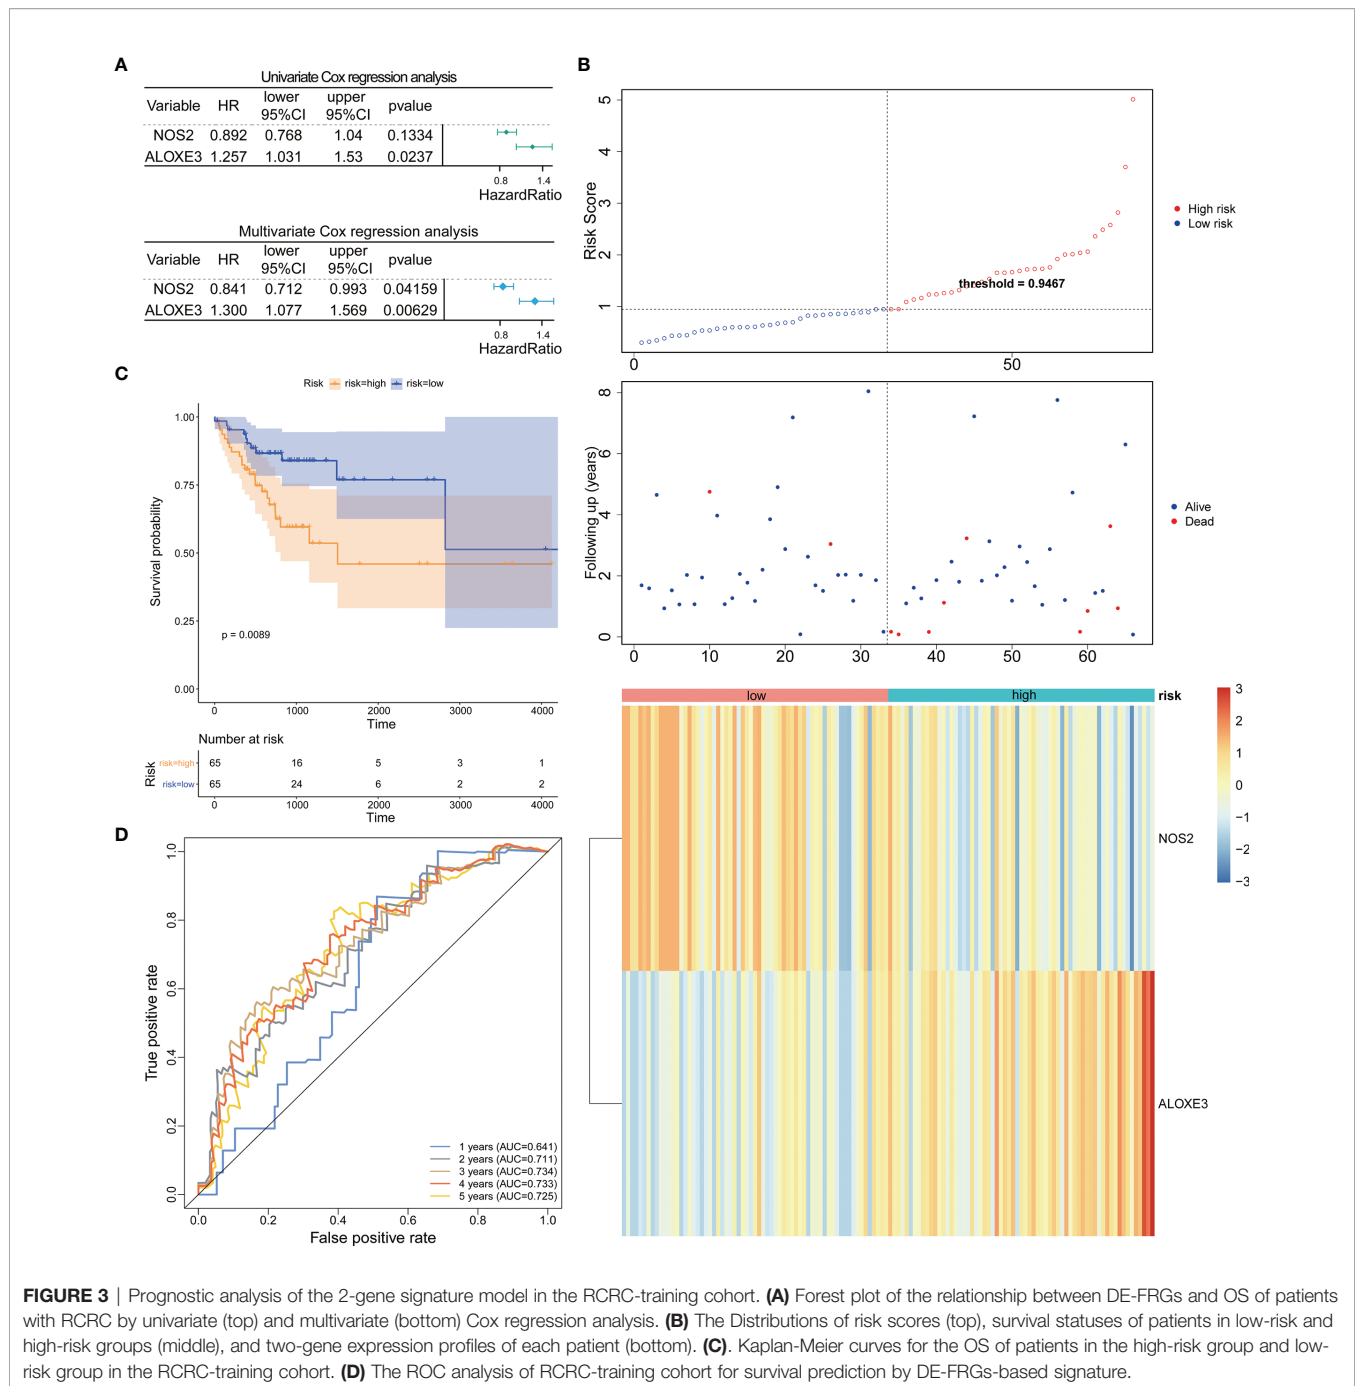 A
Univariate Cox regression analysis
Variable HR lower 95%CI upper 95%CI pvalue
NOS2 0.892 0.768 1.04 0.1334
ALOXE3 1.257 1.031 1.53 0.0237
0.8 1.4
HazardRatio
Multivariate Cox regression analysis
Variable HR lower 95%CI upper 95%CI pvalue
NOS2 0.841 0.712 0.993 0.04159
ALOXE3 1.300 1.077 1.569 0.00629
0.8 1.4
HazardRatio
B
Risk Score
5
4
3
2
1
threshold = 0.9467
0 50
High risk
Low risk
Following up (years)
8
6
4
2
0
0 10 20 30 40 50 60
Alive
Dead
low high risk
NOS2
ALOXE3
3
2
1
0
−1
−2
−3
C
Risk risk=high risk=low
Survival probability
1.00
0.75
0.50
0.25
0.00
p = 0.0089
0 1000 2000 3000 4000
Time
Number at risk
Risk
risk=high 65 16 5 3 1
risk=low 65 24 6 2 2
0 1000 2000 3000 4000
Time
D
True positive rate
1.0
0.8
0.6
0.4
0.2
0.0
1 years (AUC=0.641)
2 years (AUC=0.711)
3 years (AUC=0.734)
4 years (AUC=0.733)
5 years (AUC=0.725)
0.0 0.2 0.4 0.6 0.8 1.0
False positive rate
FIGURE 3 | Prognostic analysis of the 2-gene signature model in the RCRC-training cohort. (A) Forest plot of the relationship between DE-FRGs and OS of patients
with RCRC by univariate (top) and multivariate (bottom) Cox regression analysis. (B) The Distributions of risk scores (top), survival statuses of patients in low-risk and
high-risk groups (middle), and two-gene expression profiles of each patient (bottom). (C). Kaplan-Meier curves for the OS of patients in the high-risk group and low-
risk group in the RCRC-training cohort. (D) The ROC analysis of RCRC-training cohort for survival prediction by DE-FRGs-based signature.